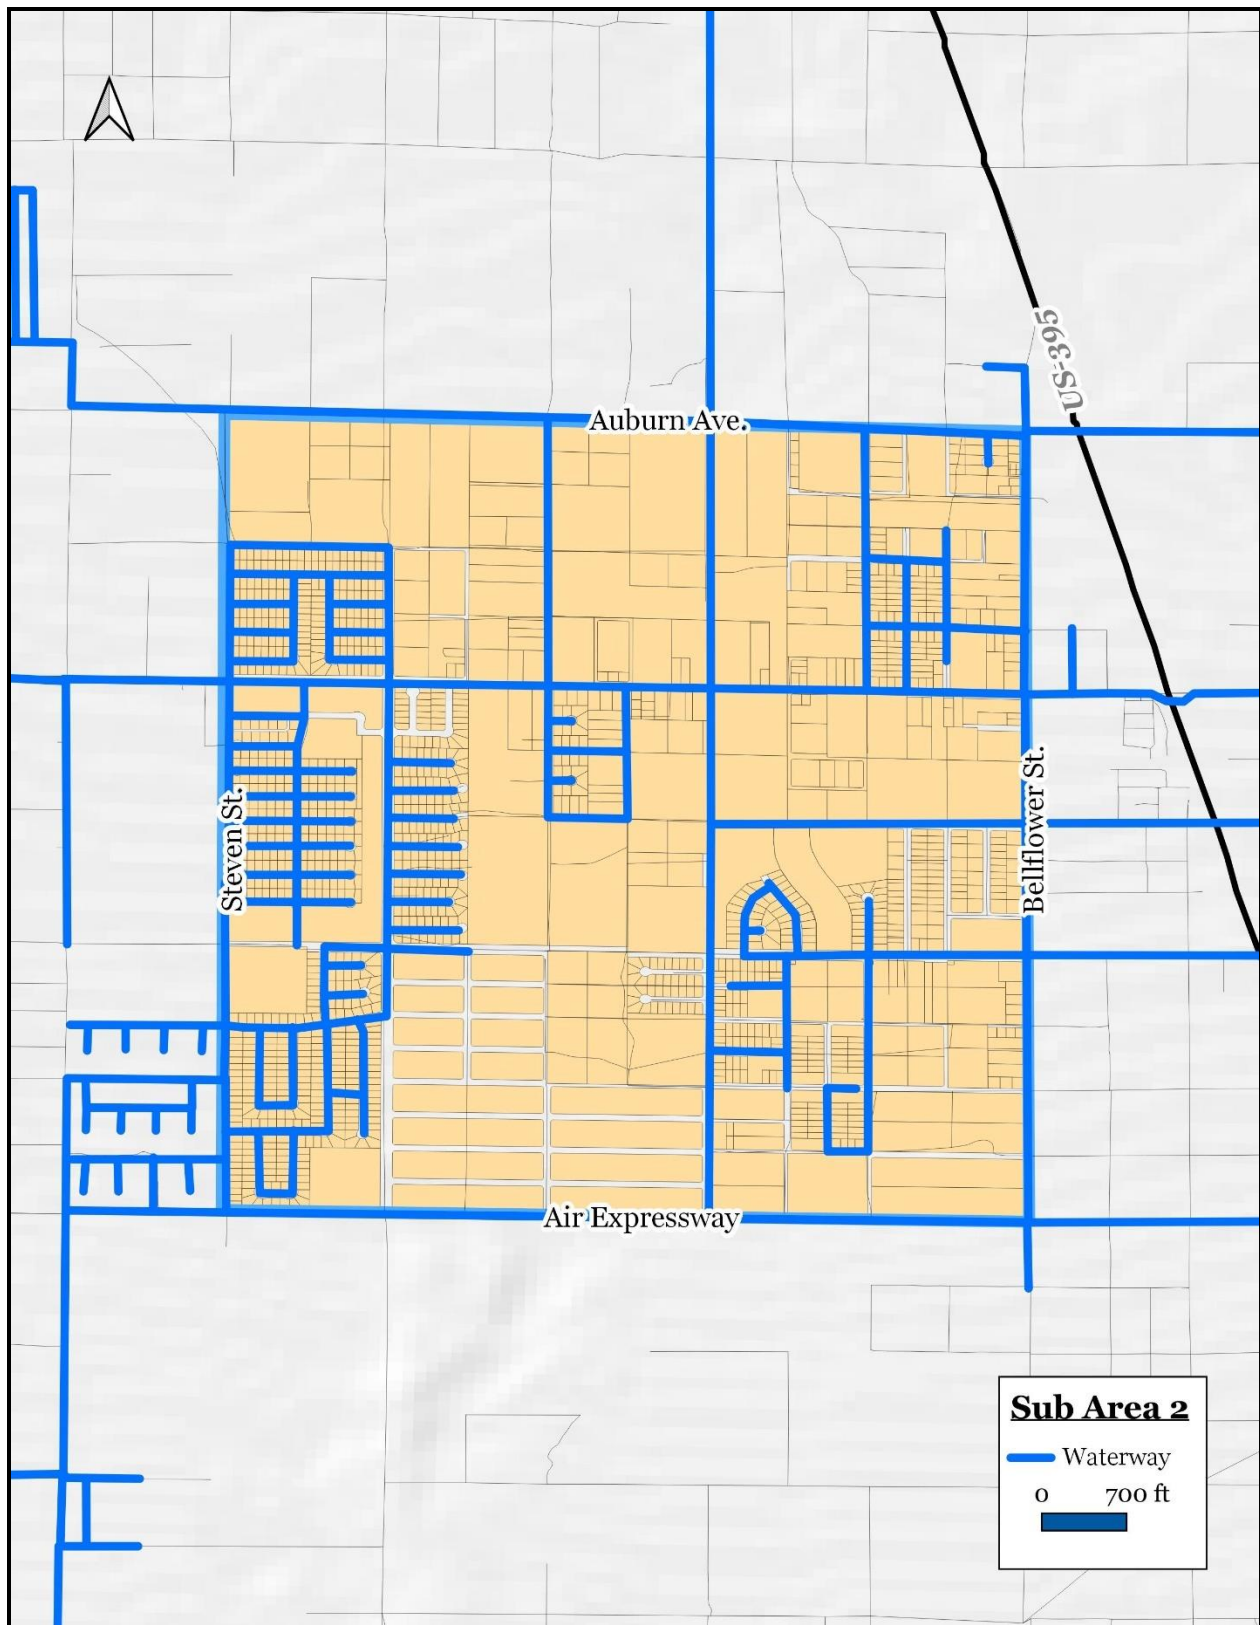 US-395
Auburn Ave.
Steven St.
Bellflower St.
Air Expressway
Sub Area 2
Waterway
0 700 ft